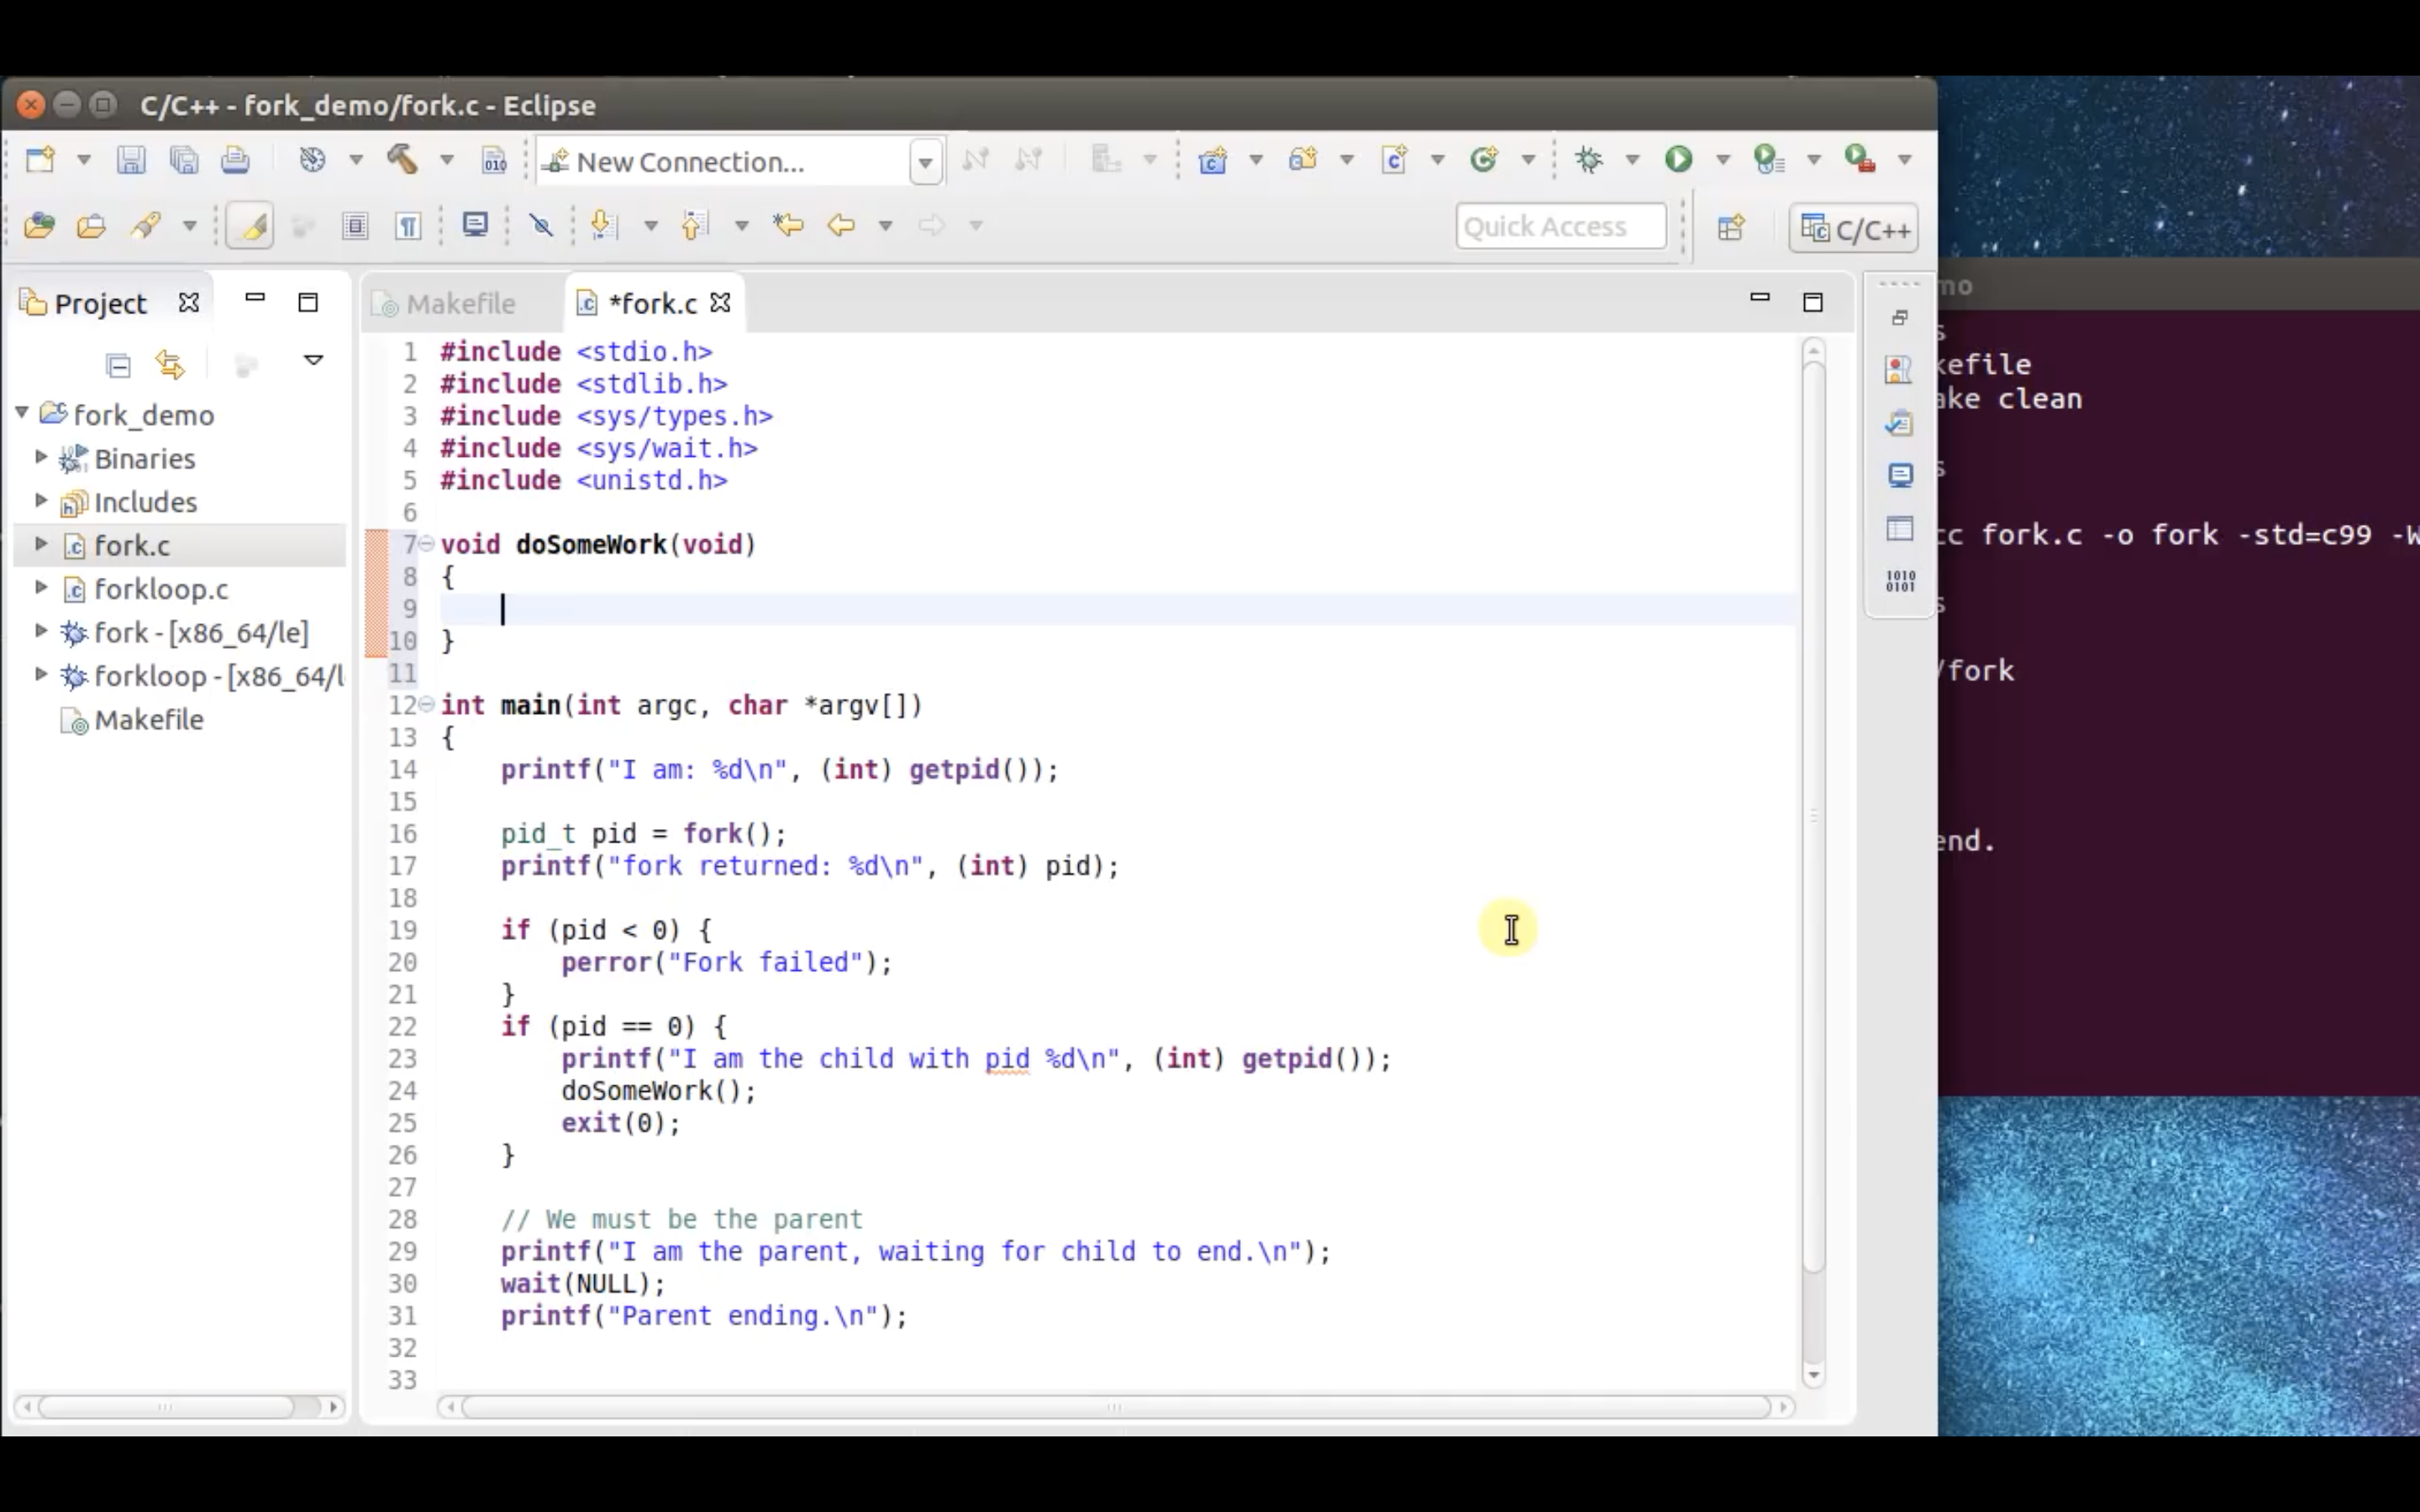 C/C++ - fork_demo/fork.c - Eclipse
010
New Connection...
Quick Access
C/C++
Project
Makefile
*fork.c
fork_demo
Binaries
Includes
fork.c
forkloop.c
fork - [x86_64/le]
forkloop - [x86_64/l
Makefile
1 #include <stdio.h>
2 #include <stdlib.h>
3 #include <sys/types.h>
4 #include <sys/wait.h>
5 #include <unistd.h>
6
7 void doSomeWork(void)
8 {
9
10 }
11
12 int main(int argc, char *argv[])
13 {
14     printf("I am: %d\n", (int) getpid());
15
16     pid_t pid = fork();
17     printf("fork returned: %d\n", (int) pid);
18
19     if (pid < 0) {
20         perror("Fork failed");
21     }
22     if (pid == 0) {
23         printf("I am the child with pid %d\n", (int) getpid());
24         doSomeWork();
25         exit(0);
26     }
27
28     // We must be the parent
29     printf("I am the parent, waiting for child to end.\n");
30     wait(NULL);
31     printf("Parent ending.\n");
32
33
1010
0101
mo
s
kefile
ake clean
s
cc fork.c -o fork -std=c99 -W
s
/fork
end.